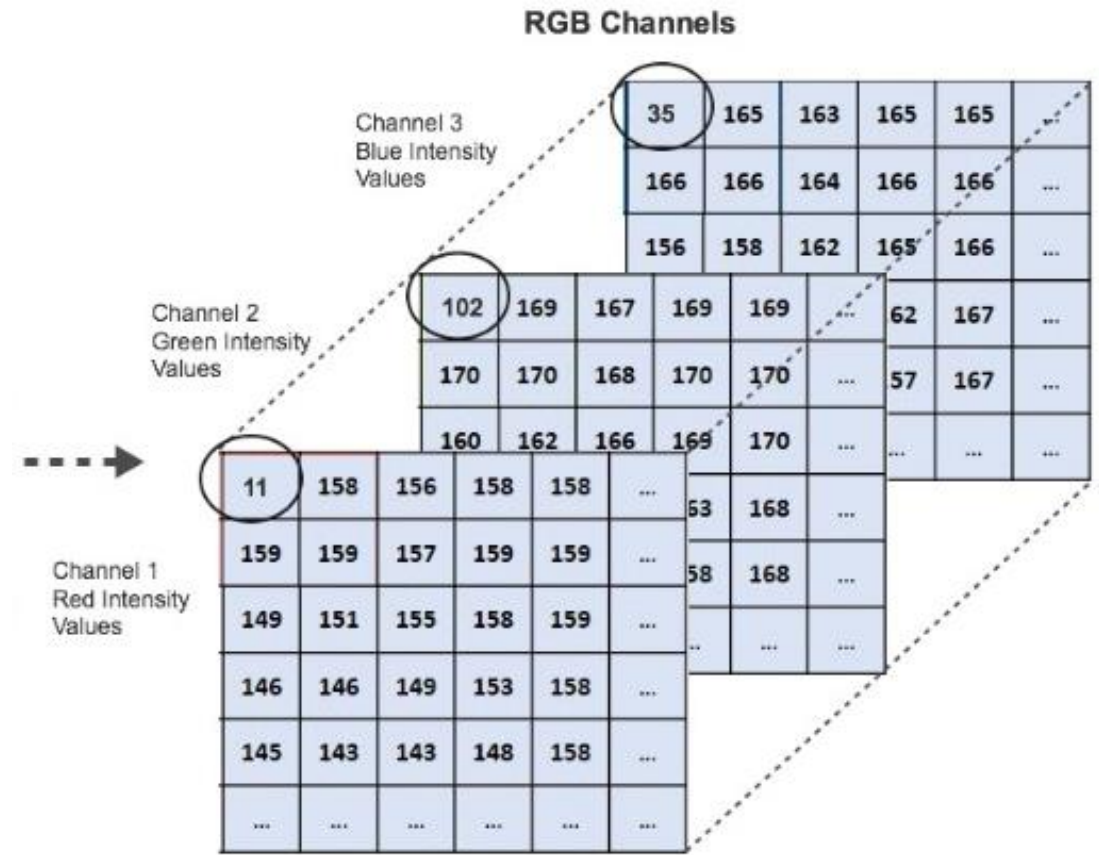 RGB Channels
Channel 3
Blue Intensity
Values
35 165 163 165 165 ...
166 166 164 166 166 ...
156 158 162 165 166 ...
62 167 ...
57 167 ...
... ... ...
Channel 2
Green Intensity
Values
102 169 167 169 169 ...
170 170 168 170 170 ...
160 162 166 169 170 ...
63 168 ...
58 168 ...
... ... ...
Channel 1
Red Intensity
Values
11 158 156 158 158 ...
159 159 157 159 159 ...
149 151 155 158 159 ...
146 146 149 153 158 ...
145 143 143 148 158 ...
... ... ... ... ... ...